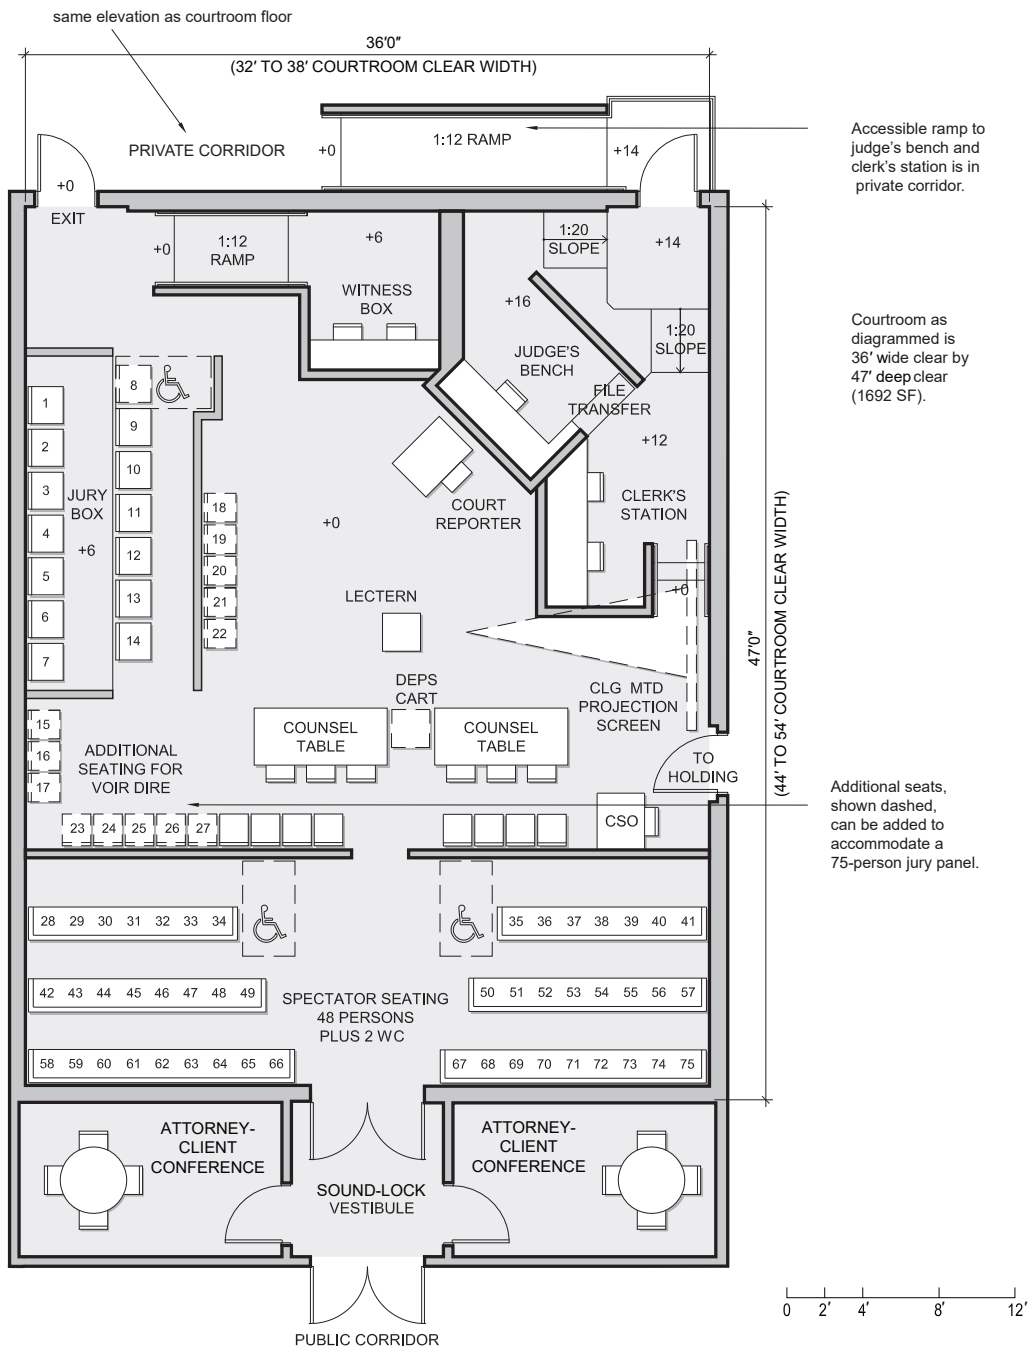 same elevation as courtroom floor
36'0"
(32' TO 38' COURTROOM CLEAR WIDTH)
PRIVATE CORRIDOR
+0
1:12 RAMP
+14
Accessible ramp to
judge's bench and
clerk's station is in
private corridor.
+0
EXIT
+0
1:12
RAMP
+6
WITNESS
BOX
1:20
SLOPE
+14
+16
1:20
SLOPE
JUDGE'S
BENCH
FILE
TRANSFER
+12
Courtroom as
diagrammed is
36' wide clear by
47' deep clear
(1692 SF).
1
2
3
4
5
6
7
JURY
BOX
+6
8
9
10
11
12
13
14
18
19
20
21
22
+0
COURT
REPORTER
CLERK'S
STATION
+0
LECTERN
DEPS
CART
CLG MTD
PROJECTION
SCREEN
47'0"
(44' TO 54' COURTROOM CLEAR WIDTH)
15
16
17
ADDITIONAL
SEATING FOR
VOIR DIRE
COUNSEL
TABLE
COUNSEL
TABLE
TO
HOLDING
Additional seats,
shown dashed,
can be added to
accommodate a
75-person jury panel.
23 24 25 26 27
CSO
28 29 30 31 32 33 34
35 36 37 38 39 40 41
42 43 44 45 46 47 48 49
50 51 52 53 54 55 56 57
SPECTATOR SEATING
48 PERSONS
PLUS 2 WC
58 59 60 61 62 63 64 65 66
67 68 69 70 71 72 73 74 75
ATTORNEY-
CLIENT
CONFERENCE
ATTORNEY-
CLIENT
CONFERENCE
SOUND-LOCK
VESTIBULE
PUBLIC CORRIDOR
0 2' 4' 8' 12'